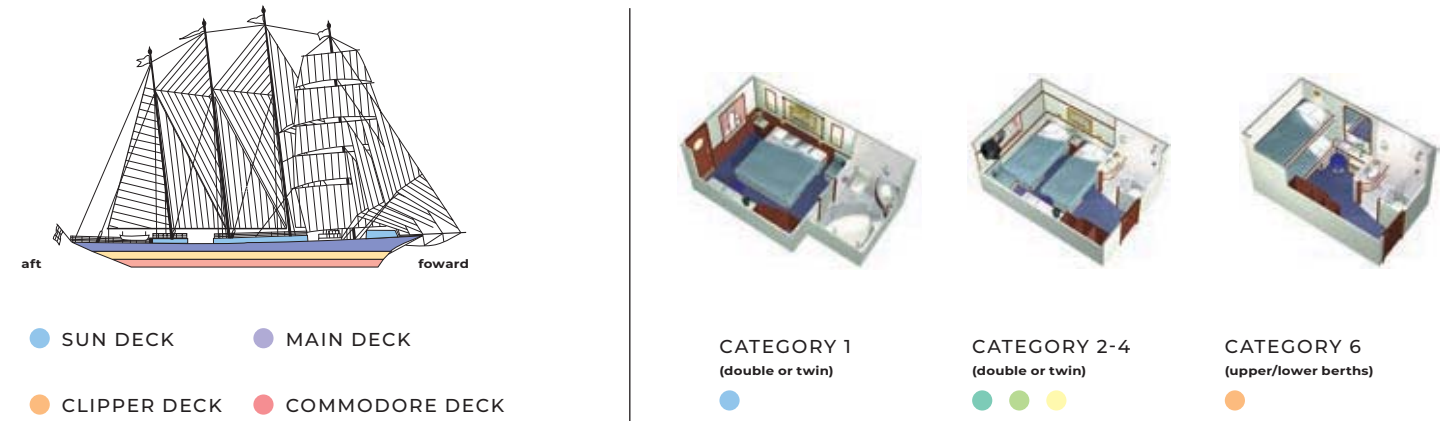 aft
foward
SUN DECK
MAIN DECK
CLIPPER DECK
COMMODORE DECK
CATEGORY 1
(double or twin)
CATEGORY 2-4
(double or twin)
CATEGORY 6
(upper/lower berths)